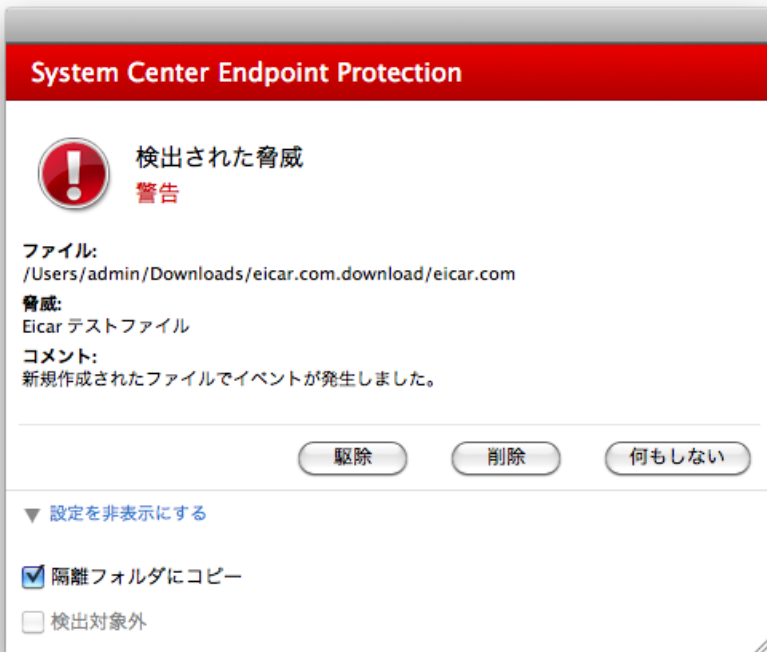 System Center Endpoint Protection
検出された脅威
警告
ファイル:
/Users/admin/Downloads/eicar.com.download/eicar.com
脅威:
Eicar テストファイル
コメント:
新規作成されたファイルでイベントが発生しました。
駆除
削除
何もしない
設定を非表示にする
隔離フォルダにコピー
検出対象外